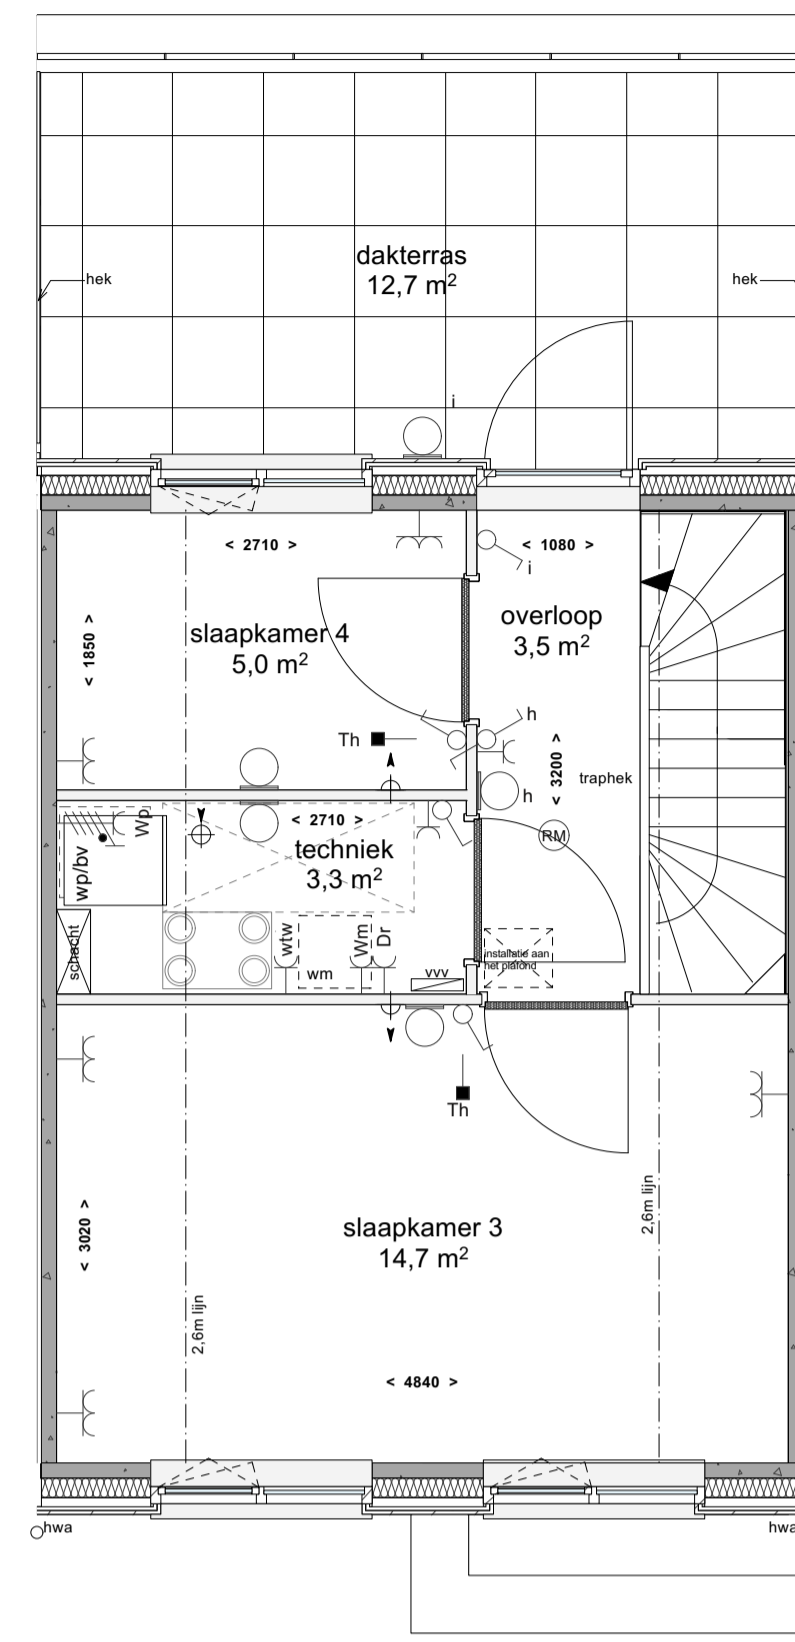 dakterras
12,7 m²
hek
hek
i
< 2710 >
< 1080 >
i
slaapkamer 4
5,0 m²
overloop
3,5 m²
< 1850 >
h
Th
< 3200 >
traphek
h
< 2710 >
Wp
RM
techniek
3,3 m²
wp/bv
schacht
wtw
wm
Wm
Dr
vvv
installatie aan
het plafond
Th
slaapkamer 3
14,7 m²
2,6m lijn
< 3020 >
2,6m lijn
< 4840 >
hwa
hwa